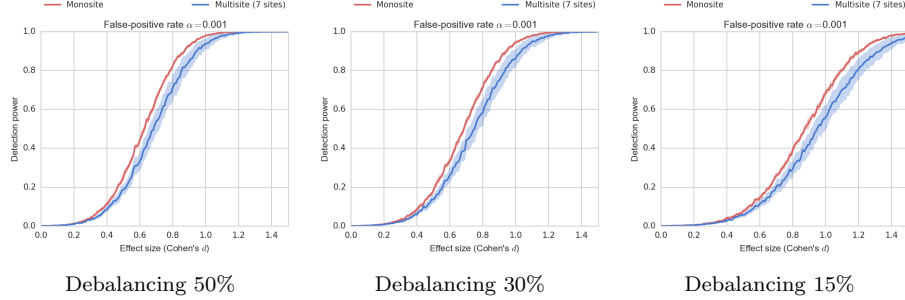 Monosite Multisite (7 sites) Monosite Multisite (7 sites) Monosite Multisite (7 sites)
False-positive rate α=0.001 False-positive rate α=0.001 False-positive rate α=0.001
1.0 1.0 1.0
0.8 0.8 0.8
0.6 0.6 0.6
Detection power Detection power Detection power
0.4 0.4 0.4
0.2 0.2 0.2
0.0 0.0 0.0
0.0 0.2 0.4 0.6 0.8 1.0 1.2 1.4 0.0 0.2 0.4 0.6 0.8 1.0 1.2 1.4 0.0 0.2 0.4 0.6 0.8 1.0 1.2 1.4
Effect size (Cohen's d) Effect size (Cohen's d) Effect size (Cohen's d)
Debalancing 50% Debalancing 30% Debalancing 15%